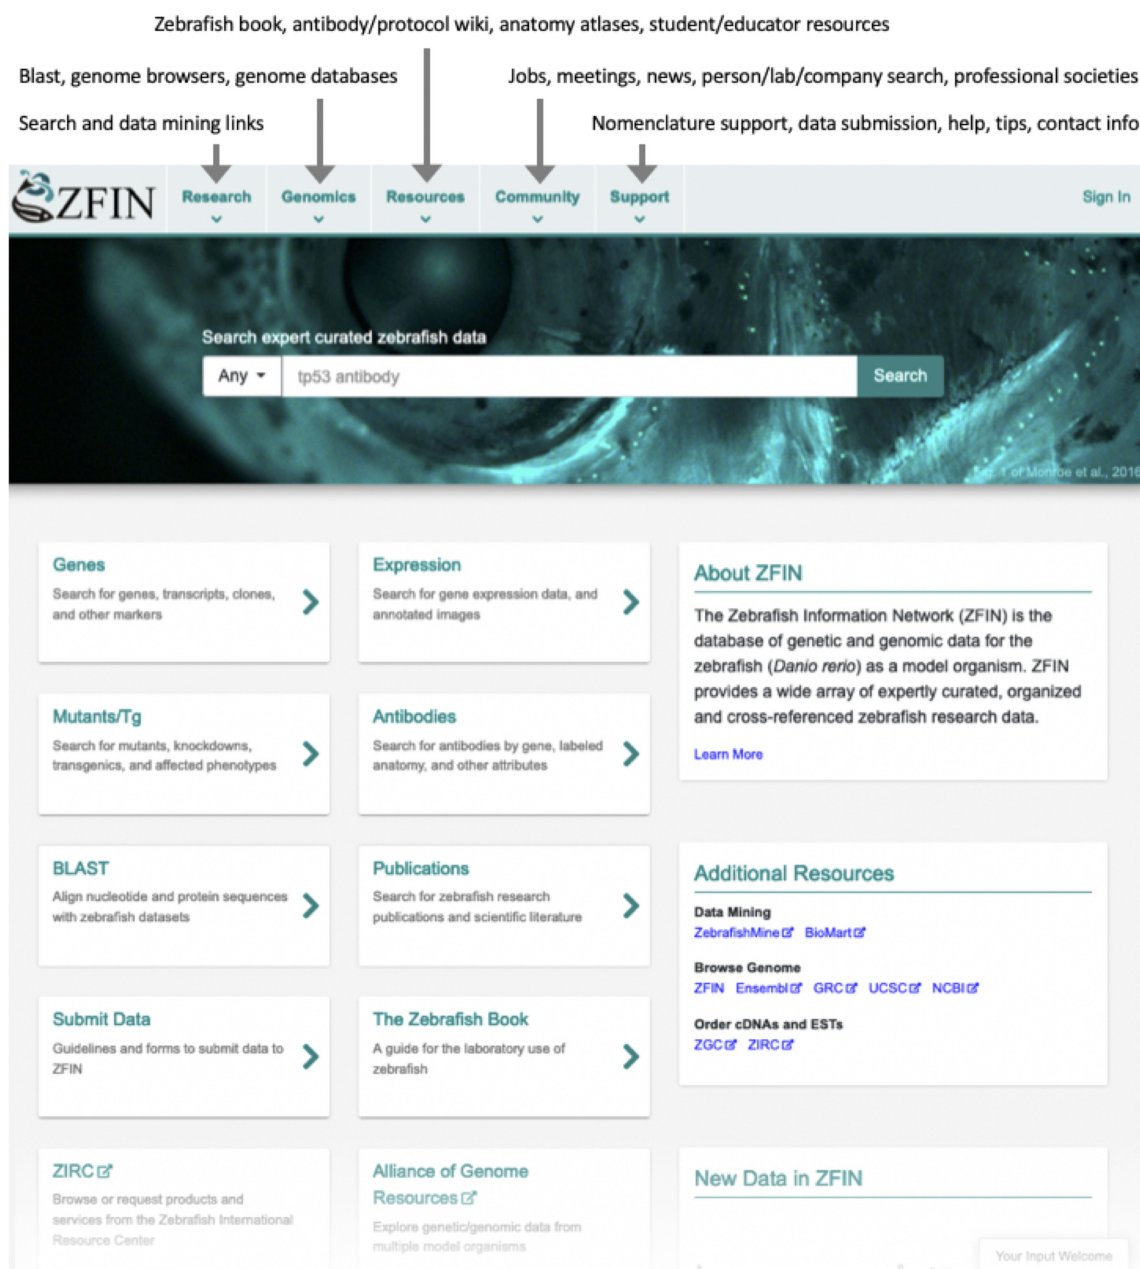 Zebrafish book, antibody/protocol wiki, anatomy atlases, student/educator resources
Blast, genome browsers, genome databases
Jobs, meetings, news, person/lab/company search, professional societies
Search and data mining links
Nomenclature support, data submission, help, tips, contact info
ZFIN
Research
Genomics
Resources
Community
Support
Sign In
Search expert curated zebrafish data
Any
tp53 antibody
Search
Fig. 1 of Monroe et al., 2016
Genes
Search for genes, transcripts, clones,
and other markers
Expression
Search for gene expression data, and
annotated images
About ZFIN
The Zebrafish Information Network (ZFIN) is the
database of genetic and genomic data for the
zebrafish (Danio rerio) as a model organism. ZFIN
provides a wide array of expertly curated, organized
and cross-referenced zebrafish research data.
Learn More
Mutants/Tg
Search for mutants, knockdowns,
transgenics, and affected phenotypes
Antibodies
Search for antibodies by gene, labeled
anatomy, and other attributes
BLAST
Align nucleotide and protein sequences
with zebrafish datasets
Publications
Search for zebrafish research
publications and scientific literature
Additional Resources
Data Mining
ZebrafishMine BioMart
Browse Genome
ZFIN Ensembl GRC UCSC NCBI
Order cDNAs and ESTs
ZGC ZIRC
Submit Data
Guidelines and forms to submit data to
ZFIN
The Zebrafish Book
A guide for the laboratory use of
zebrafish
ZIRC
Browse or request products and
services from the Zebrafish International
Resource Center
Alliance of Genome
Resources
Explore genetic/genomic data from
multiple model organisms
New Data in ZFIN
Your Input Welcome